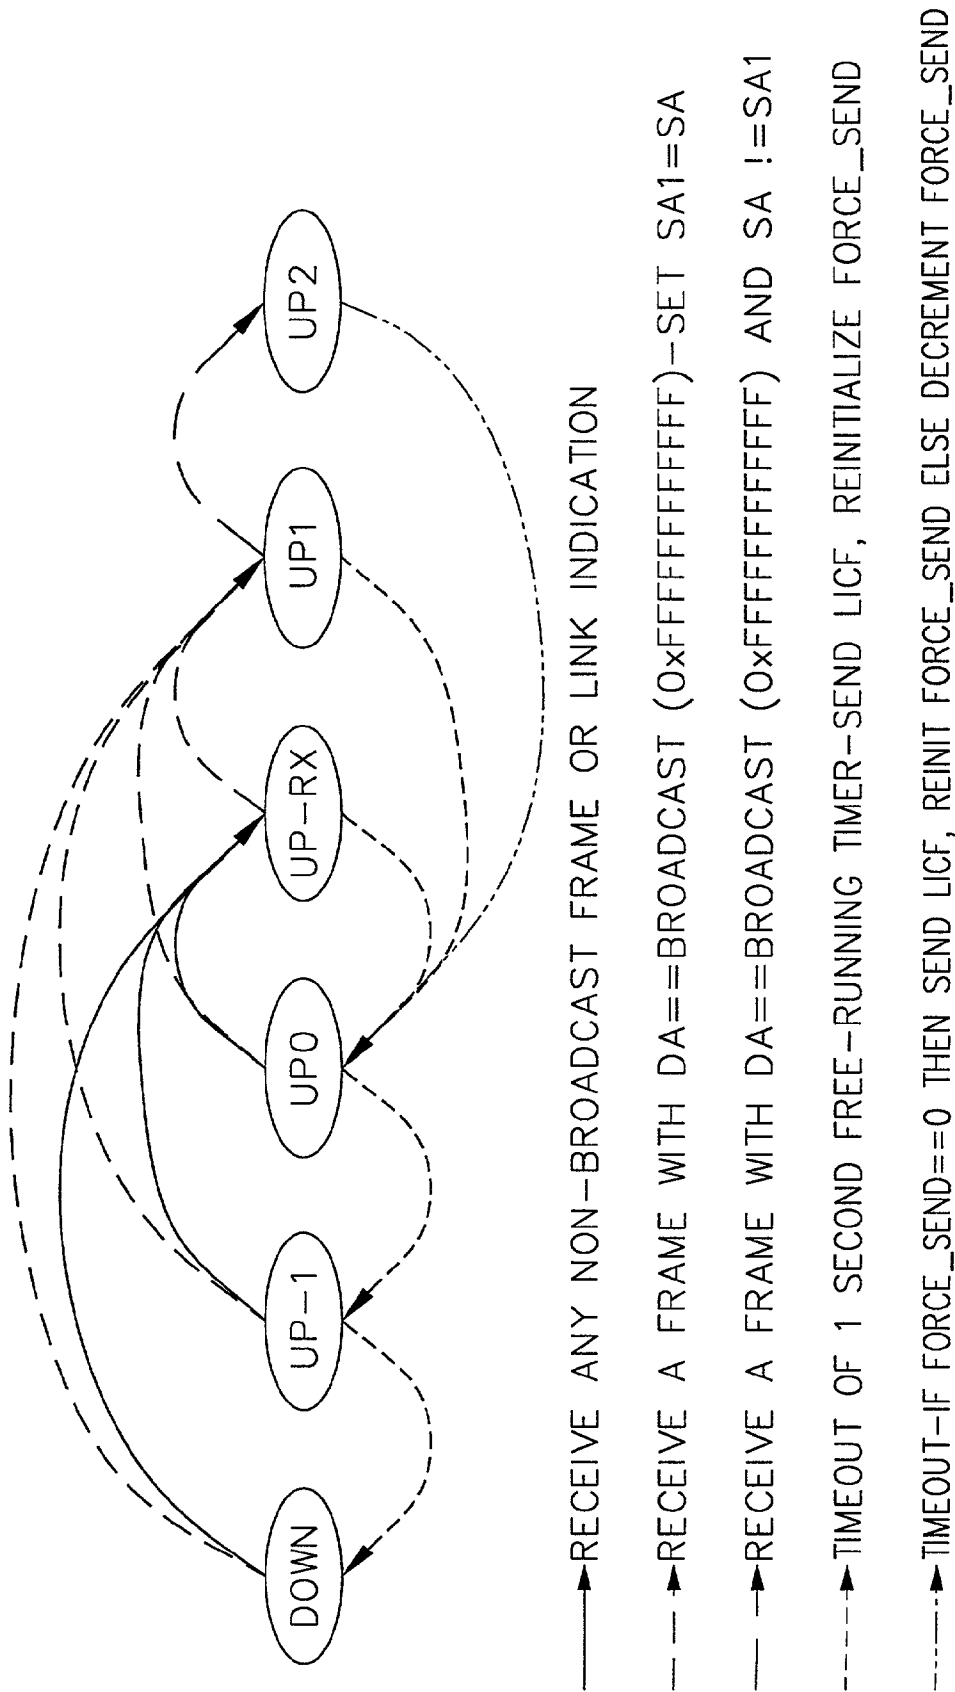 DOWN
UP-1
UP0
UP-RX
UP1
UP2
RECEIVE ANY NON-BROADCAST FRAME OR LINK INDICATION
RECEIVE A FRAME WITH DA==BROADCAST (0xFFFFFFFFFFFF)-SET SA1=SA
RECEIVE A FRAME WITH DA==BROADCAST (0xFFFFFFFFFFFF) AND SA !=SA1
TIMEOUT OF 1 SECOND FREE-RUNNING TIMER-SEND LICF, REINITIALIZE FORCE_SEND
TIMEOUT-IF FORCE_SEND==0 THEN SEND LICF, REINIT FORCE_SEND ELSE DECREMENT FORCE_SEND